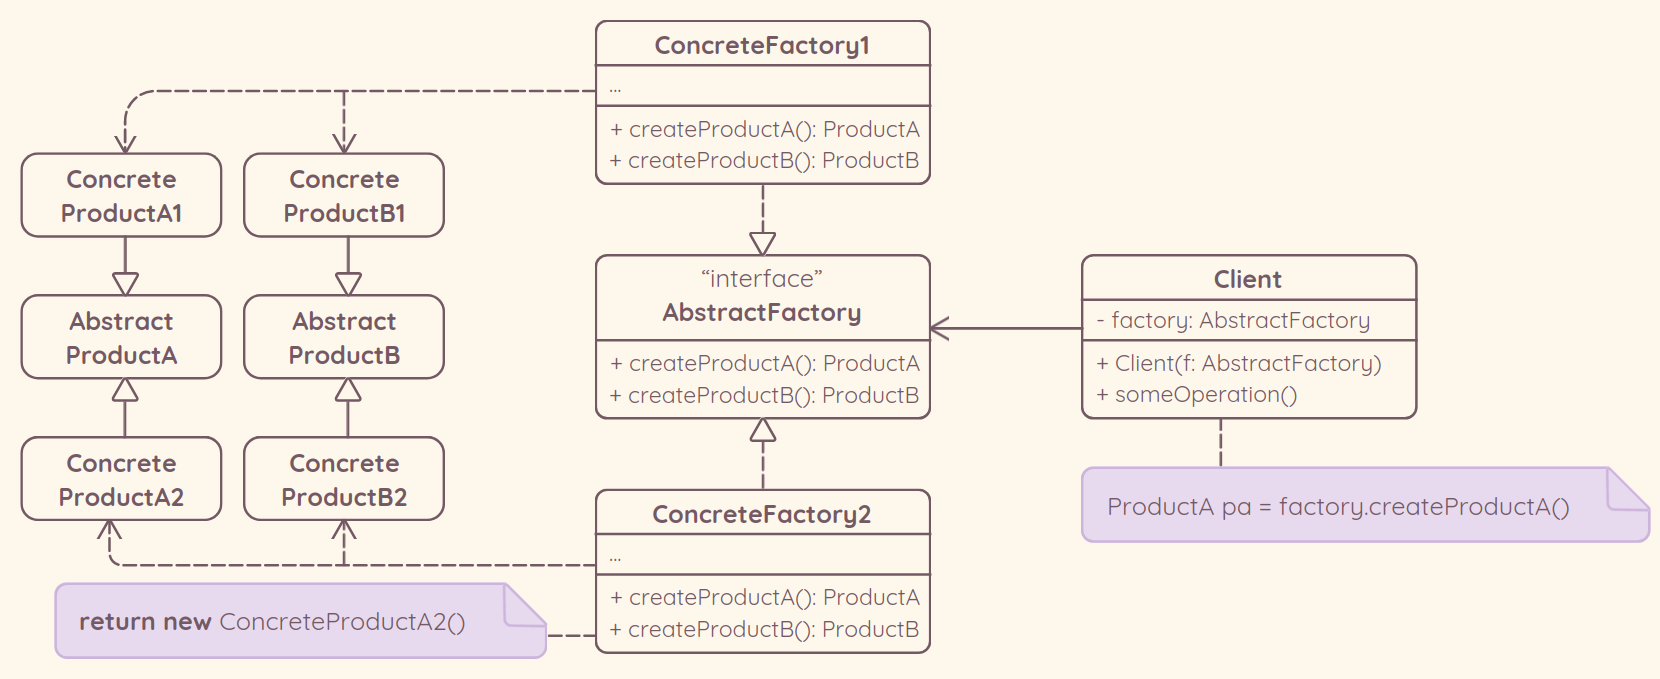 ConcreteFactory1
...
+ createProductA(): ProductA
+ createProductB(): ProductB
Concrete
ProductA1
Concrete
ProductB1
Abstract
ProductA
Abstract
ProductB
Concrete
ProductA2
Concrete
ProductB2
“interface”
AbstractFactory
+ createProductA(): ProductA
+ createProductB(): ProductB
Client
- factory: AbstractFactory
+ Client(f: AbstractFactory)
+ someOperation()
ProductA pa = factory.createProductA()
ConcreteFactory2
...
+ createProductA(): ProductA
+ createProductB(): ProductB
return new ConcreteProductA2()